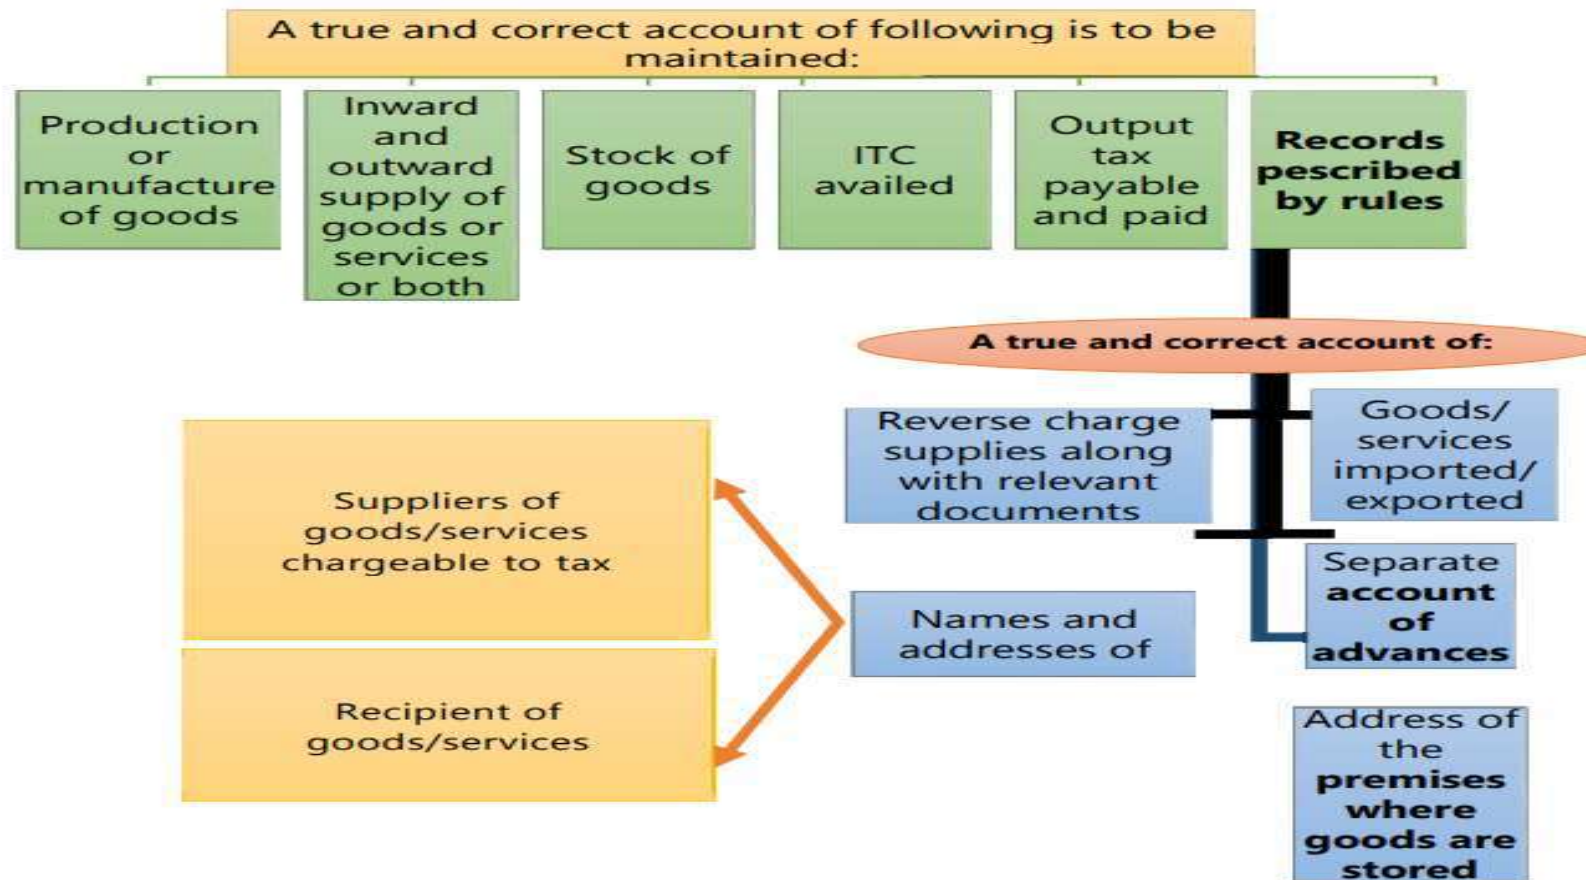 A true and correct account of following is to be
maintained:
Production
or
manufacture
of goods
Inward
and
outward
supply of
goods or
services
or both
Stock of
goods
ITC
availed
Output
tax
payable
and paid
Records
pescribed
by rules
A true and correct account of:
Reverse charge
supplies along
with relevant
documents
Goods/
services
imported/
exported
Suppliers of
goods/services
chargeable to tax
Names and
addresses of
Separate
account
of
advances
Recipient of
goods/services
Address of
the
premises
where
goods are
stored